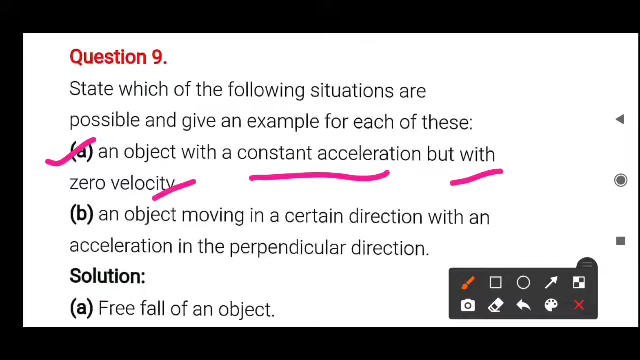 Question 9.
State which of the following situations are
possible and give an example for each of these:
(a) an object with a constant acceleration but with
zero velocity
(b) an object moving in a certain direction with an
acceleration in the perpendicular direction.
Solution:
(a) Free fall of an object.